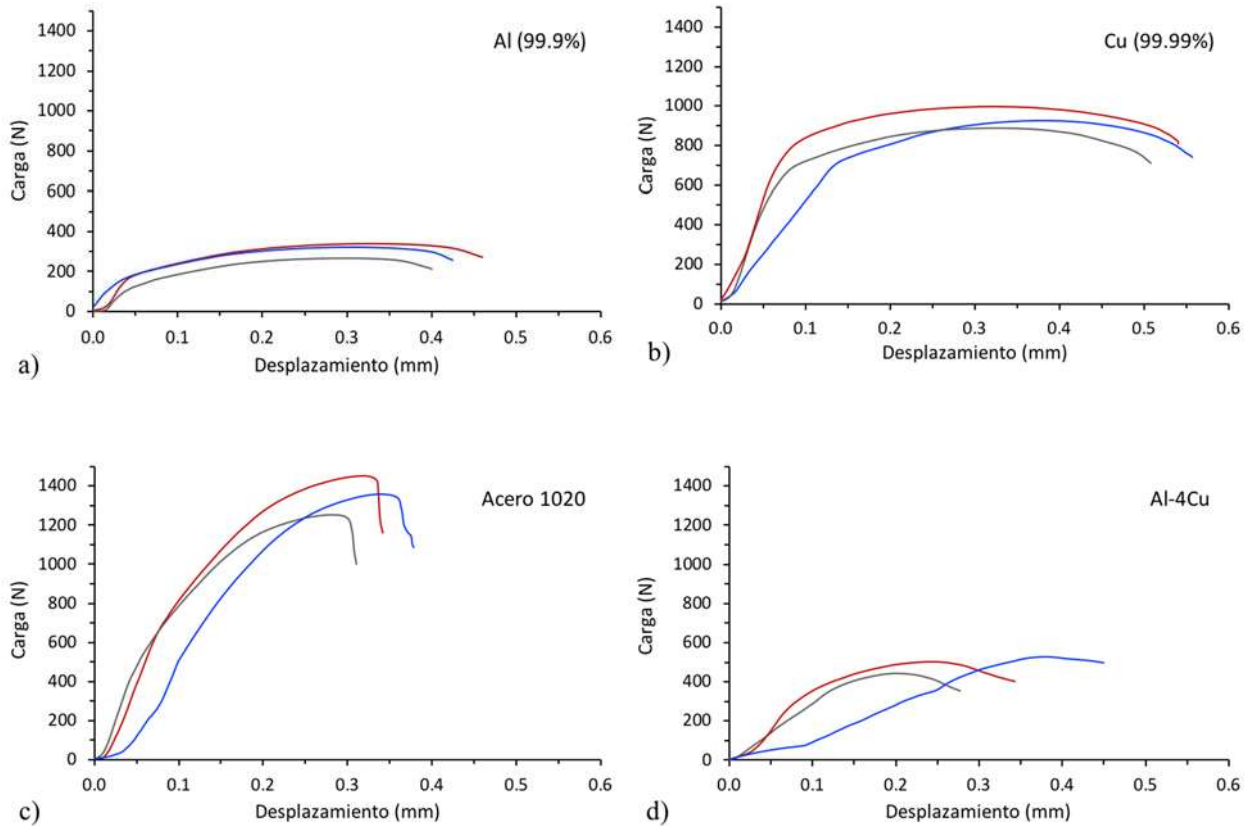 Al (99.9%)
Carga (N)
1400
1200
1000
800
600
400
200
0
0.0 0.1 0.2 0.3 0.4 0.5 0.6
Desplazamiento (mm)
a)
Cu (99.99%)
Carga (N)
1400
1200
1000
800
600
400
200
0
0.0 0.1 0.2 0.3 0.4 0.5 0.6
Desplazamiento (mm)
b)
Acero 1020
Carga (N)
1400
1200
1000
800
600
400
200
0
0.0 0.1 0.2 0.3 0.4 0.5 0.6
Desplazamiento (mm)
c)
Al-4Cu
Carga (N)
1400
1200
1000
800
600
400
200
0
0.0 0.1 0.2 0.3 0.4 0.5 0.6
Desplazamiento (mm)
d)